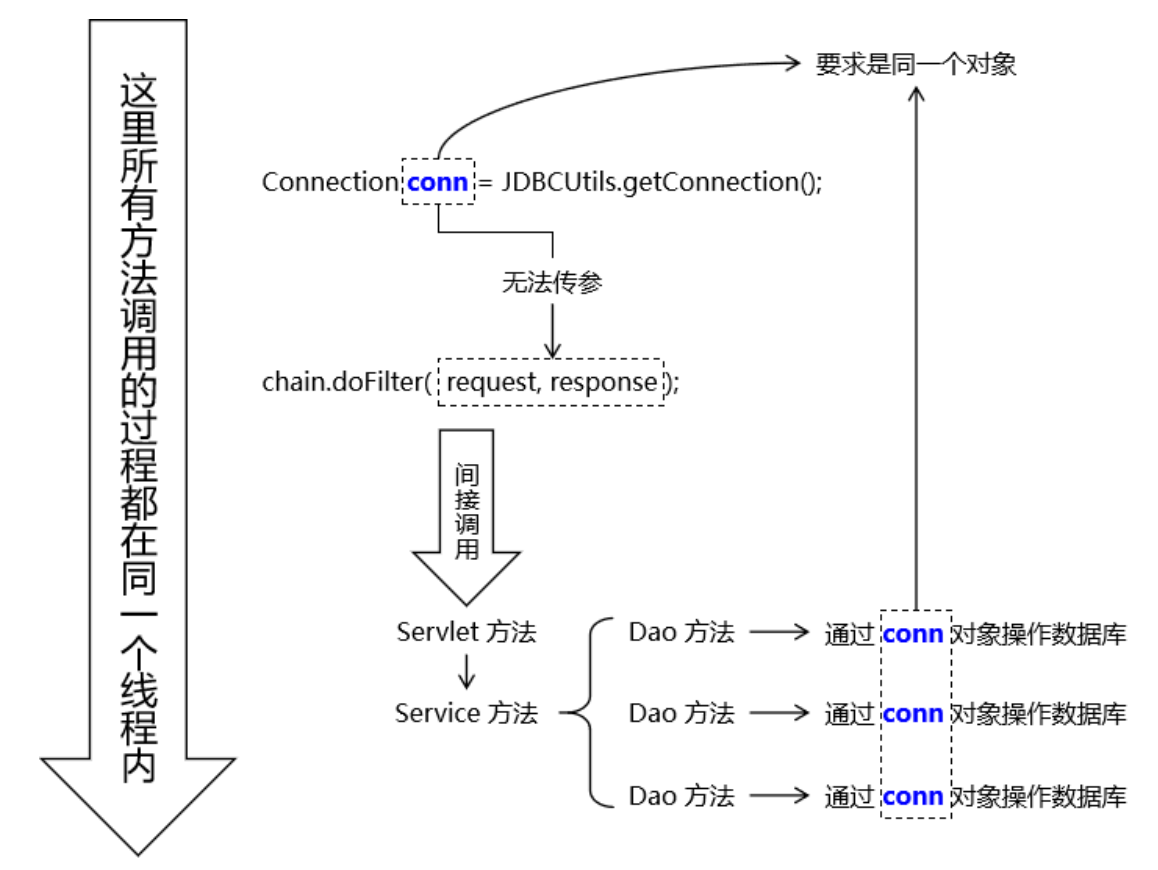 这里所有方法调用的过程都在同一个线程内
要求是同一个对象
Connection conn = JDBCUtils.getConnection();
无法传参
chain.doFilter( request, response );
间接调用
Servlet 方法
Service 方法
Dao 方法
通过 conn 对象操作数据库
Dao 方法
通过 conn 对象操作数据库
Dao 方法
通过 conn 对象操作数据库